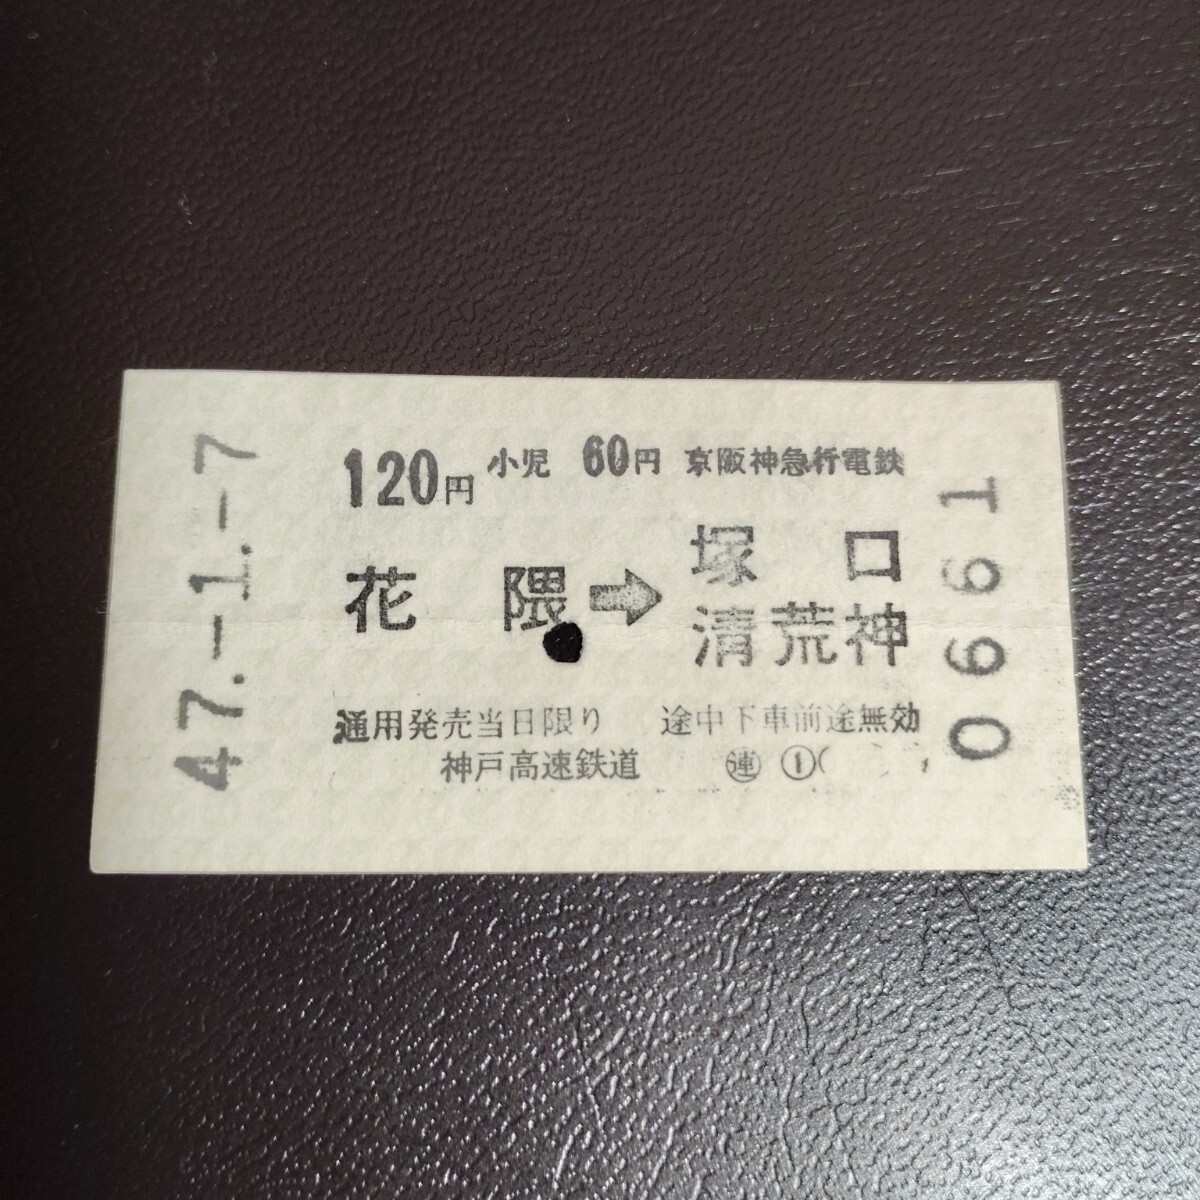 47.-1.-7
120円 小児 60円 京阪神急行電鉄
花隈➡塚口
清荒神
通用発売当日限り 途中下車前途無効
神戸高速鉄道 ㊐連 ①
0991